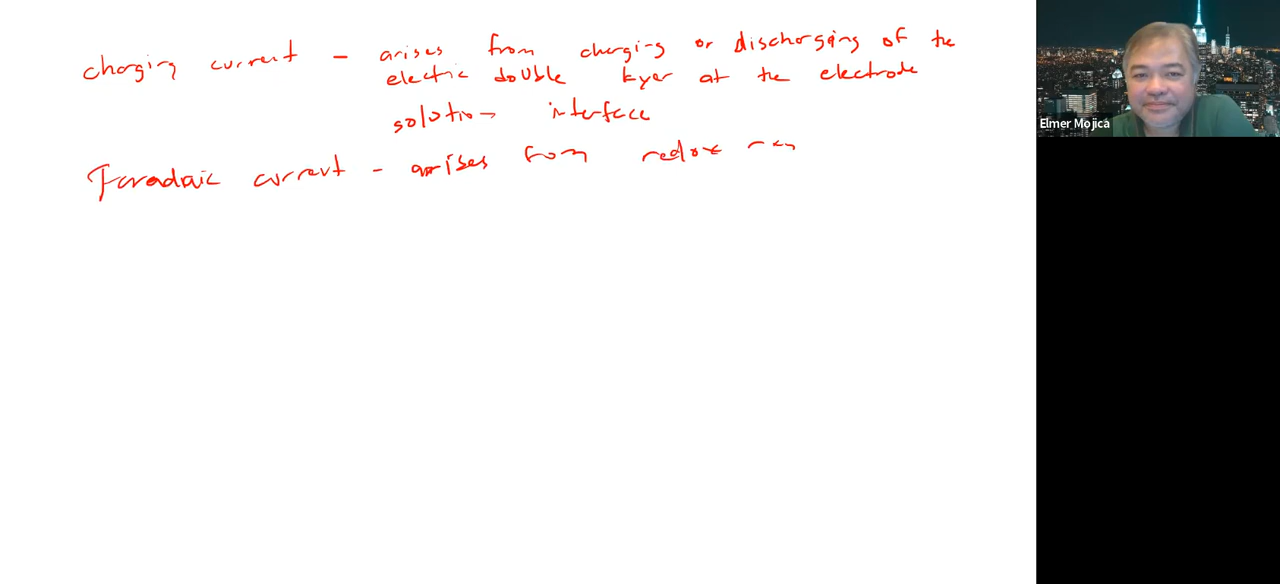 charging current – arises from charging or discharging of the
electric double layer at the electrode
solution interface
Faradaic current – arises from redox rxn
Elmer Mojica